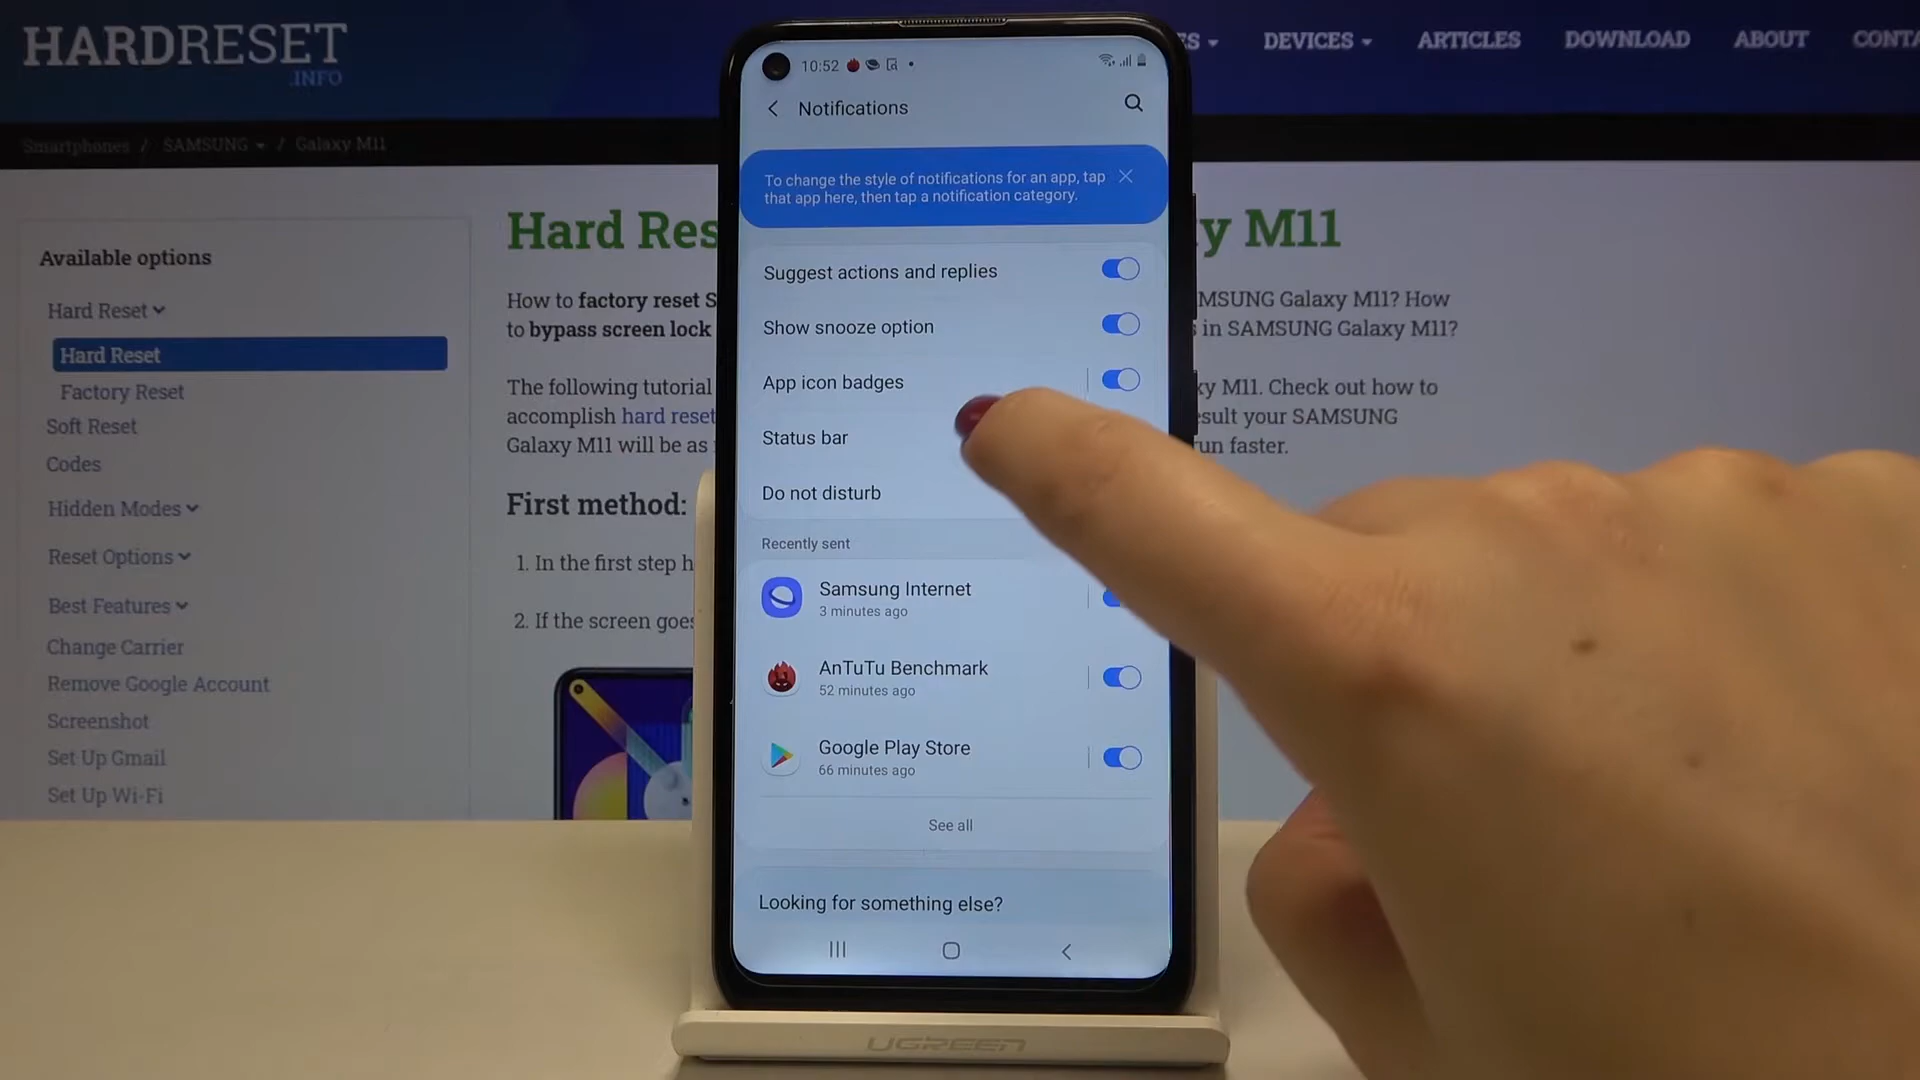 HARDRESET
.INFO
DEVICES
ARTICLES
DOWNLOAD
ABOUT
Smartphones / SAMSUNG / Galaxy M11
Available options
Hard Reset
Hard Reset
Factory Reset
Soft Reset
Codes
Hidden Modes
Reset Options
Best Features
Change Carrier
Remove Google Account
Screenshot
Set Up Gmail
Set Up Wi-Fi
Hard Res
y M11
How to factory reset S
MSUNG Galaxy M11? How
to bypass screen lock
in SAMSUNG Galaxy M11?
The following tutorial
xy M11. Check out how to
accomplish hard reset
esult your SAMSUNG
Galaxy M11 will be as
run faster.
First method:
1. In the first step h
2. If the screen goes
10:52
Notifications
To change the style of notifications for an app, tap
that app here, then tap a notification category.
Suggest actions and replies
Show snooze option
App icon badges
Status bar
Do not disturb
Recently sent
Samsung Internet
3 minutes ago
AnTuTu Benchmark
52 minutes ago
Google Play Store
66 minutes ago
See all
Looking for something else?
UGREEN